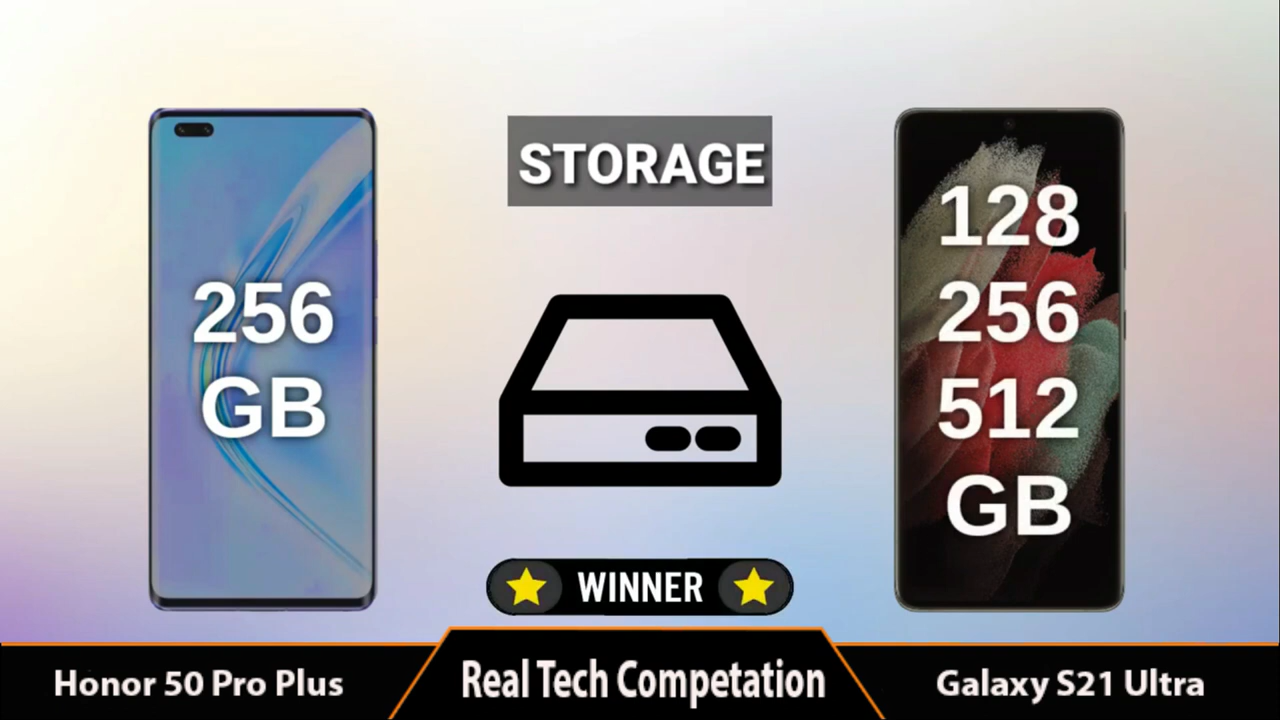 STORAGE
256
GB
128
256
512
GB
WINNER
Honor 50 Pro Plus
Real Tech Competation
Galaxy S21 Ultra